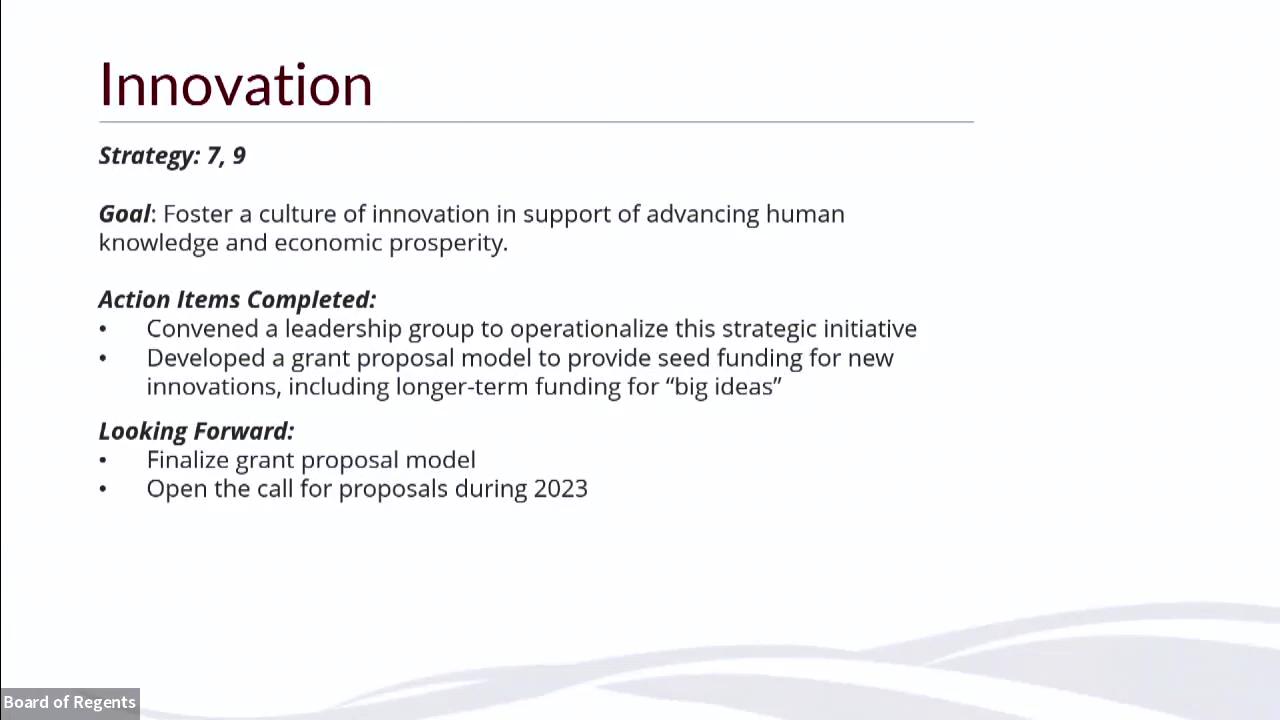 Innovation
Strategy: 7, 9
Goal: Foster a culture of innovation in support of advancing human
knowledge and economic prosperity.
Action Items Completed:
• Convened a leadership group to operationalize this strategic initiative
• Developed a grant proposal model to provide seed funding for new
innovations, including longer-term funding for “big ideas”
Looking Forward:
• Finalize grant proposal model
• Open the call for proposals during 2023
Board of Regents